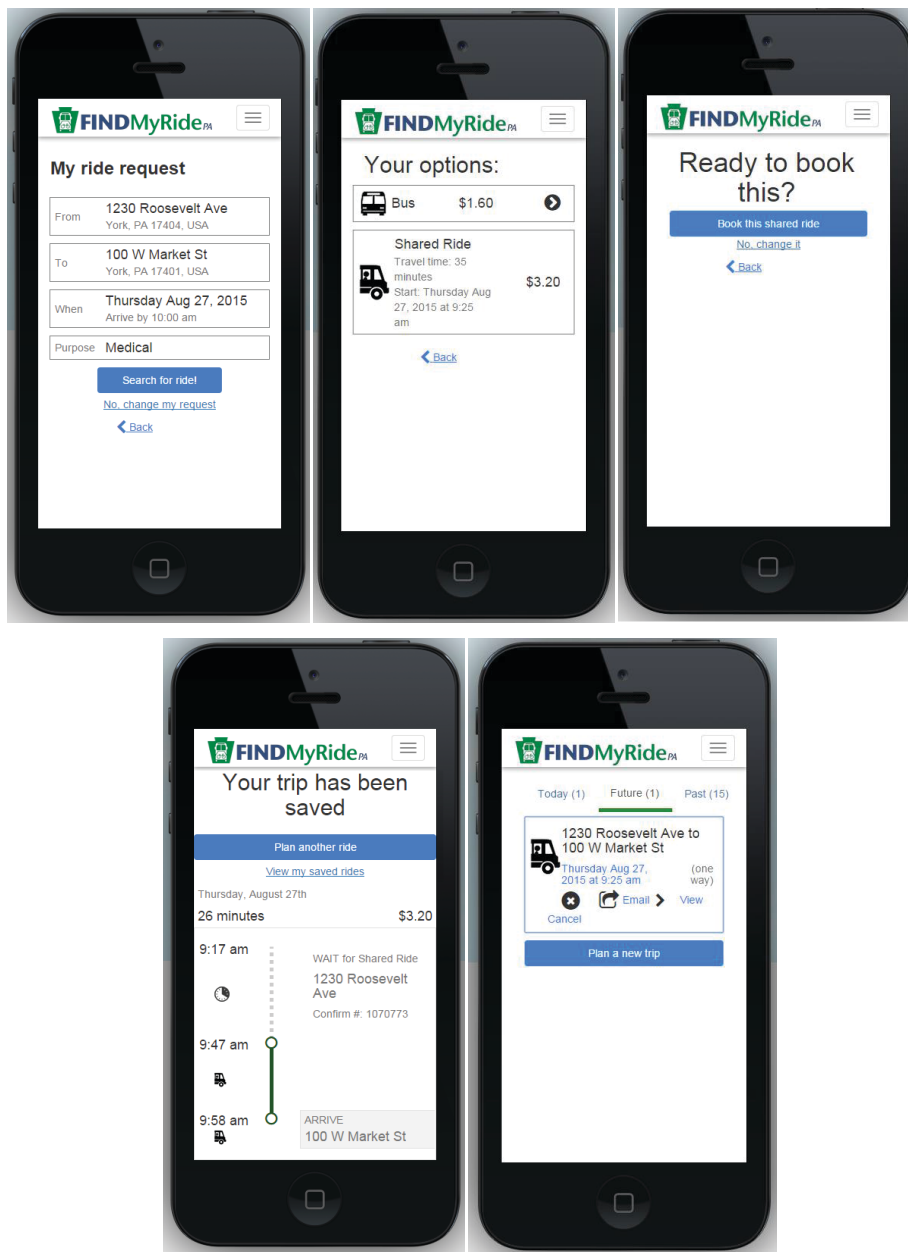 FINDMyRide PA
My ride request
From
1230 Roosevelt Ave
York, PA 17404, USA
To
100 W Market St
York, PA 17401, USA
When
Thursday Aug 27, 2015
Arrive by 10:00 am
Purpose Medical
Search for ride!
No, change my request
Back
FINDMyRide PA
Your options:
Bus $1.60
Shared Ride
Travel time: 35
minutes
Start: Thursday Aug
27, 2015 at 9:25
am
$3.20
Back
FINDMyRide PA
Ready to book
this?
Book this shared ride
No, change it
Back
FINDMyRide PA
Your trip has been
saved
Plan another ride
View my saved rides
Thursday, August 27th
26 minutes $3.20
9:17 am
WAIT for Shared Ride
1230 Roosevelt
Ave
Confirm #: 1070773
9:47 am
9:58 am
ARRIVE
100 W Market St
FINDMyRide PA
Today (1) Future (1) Past (15)
1230 Roosevelt Ave to
100 W Market St
Thursday Aug 27,
2015 at 9:25 am
(one
way)
Cancel
Email
View
Plan a new trip